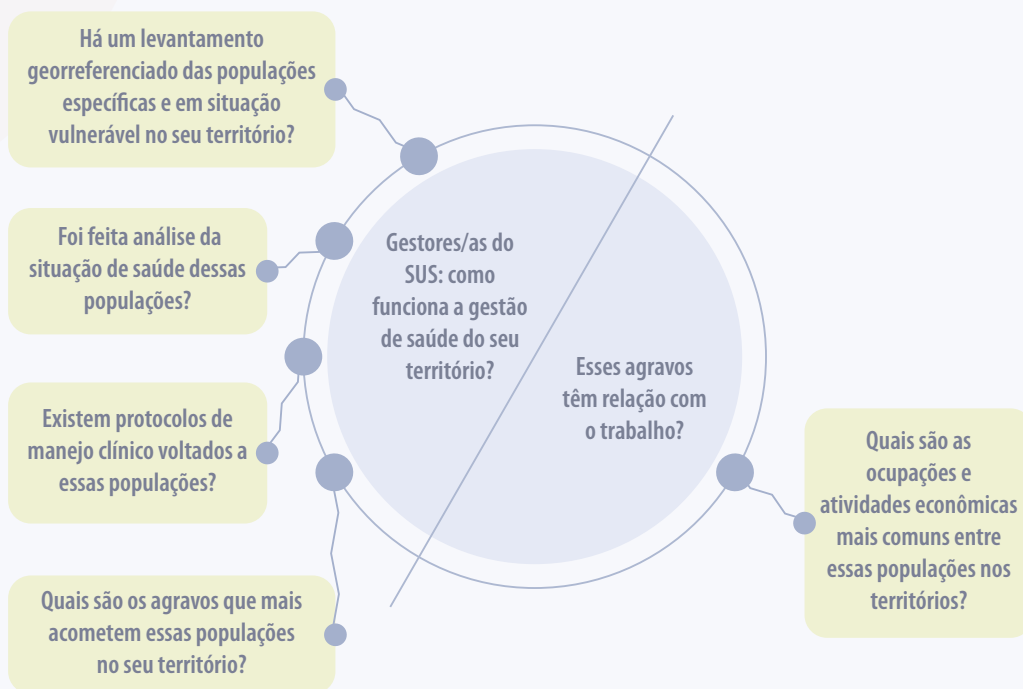 Há um levantamento
georreferenciado das populações
específicas e em situação
vulnerável no seu território?
Foi feita análise da
situação de saúde dessas
populações?
Existem protocolos de
manejo clínico voltados a
essas populações?
Quais são os agravos que mais
acometem essas populações
no seu território?
Gestores/as do
SUS: como
funciona a gestão
de saúde do seu
território?
Esses agravos
têm relação com
o trabalho?
Quais são as
ocupações e
atividades econômicas
mais comuns entre
essas populações nos
territórios?